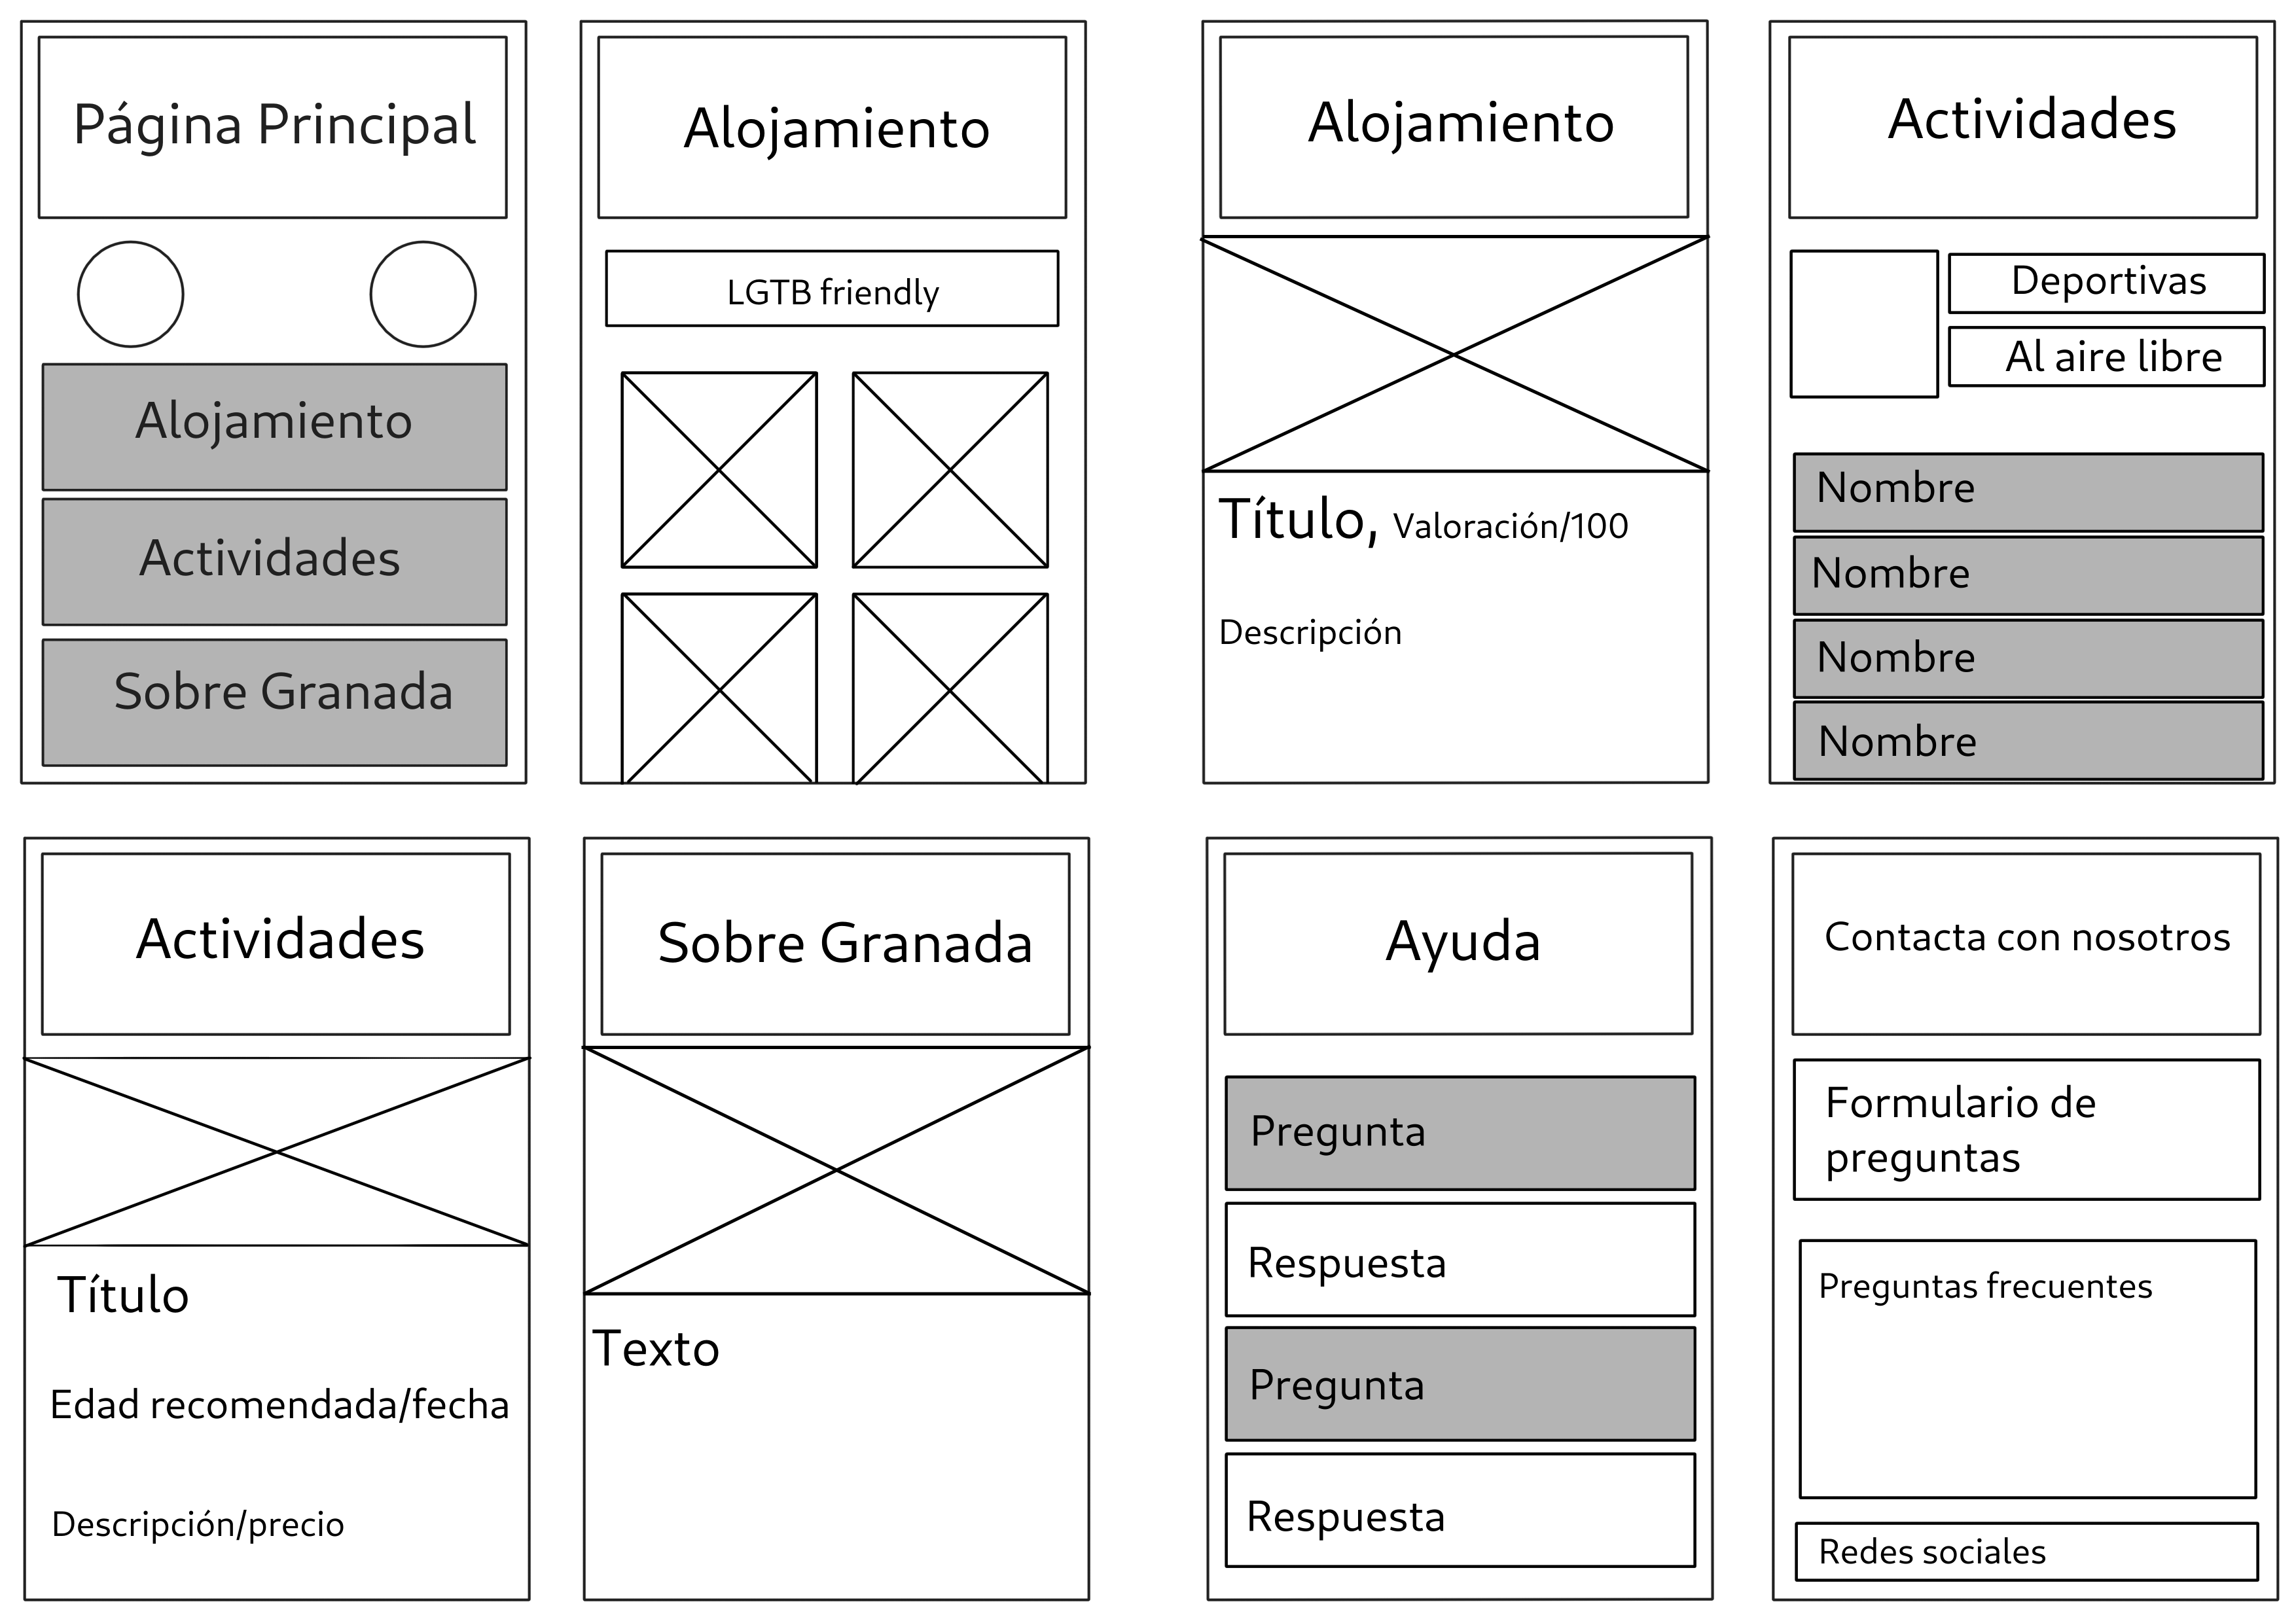 Página Principal
Alojamiento
Actividades
Sobre Granada
Alojamiento
LGTB friendly
Alojamiento
Título, Valoración/100
Descripción
Actividades
Deportivas
Al aire libre
Nombre
Nombre
Nombre
Nombre
Actividades
Título
Edad recomendada/fecha
Descripción/precio
Sobre Granada
Texto
Ayuda
Pregunta
Respuesta
Pregunta
Respuesta
Contacta con nosotros
Formulario de
preguntas
Preguntas frecuentes
Redes sociales